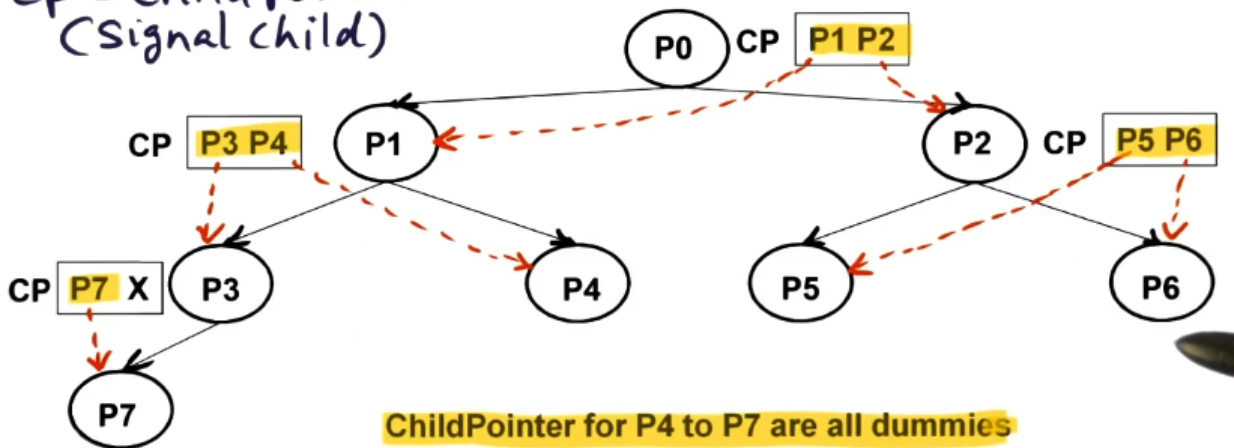 (Signal child)
P0 CP P1 P2
CP P3 P4 P1 P2 CP P5 P6
CP P7 X P3 P4 P5 P6
P7
ChildPointer for P4 to P7 are all dummies